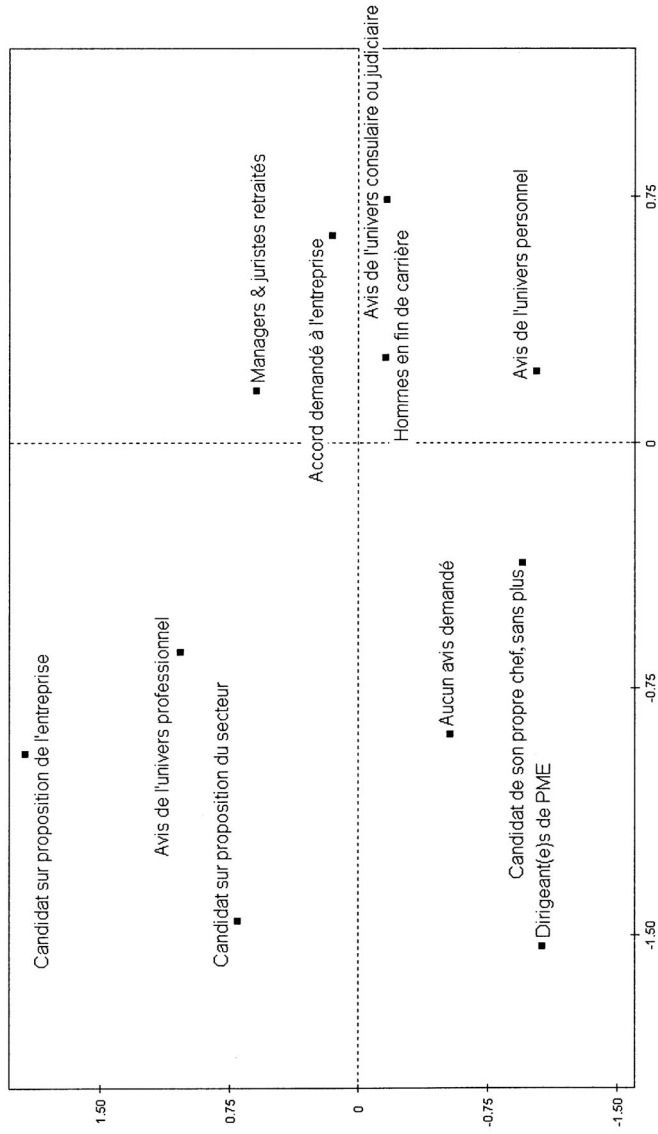 Candidat sur proposition de l'entreprise
Avis de l'univers professionnel
Candidat sur proposition du secteur
Managers & juristes retraités
Accord demandé à l'entreprise
Avis de l'univers consulaire ou judiciaire
Hommes en fin de carrière
Avis de l'univers personnel
Aucun avis demandé
Candidat de son propre chef, sans plus
Dirigeant(e)s de PME
1.50
0.75
0
-0.75
-1.50
-1.50
-0.75
0
0.75